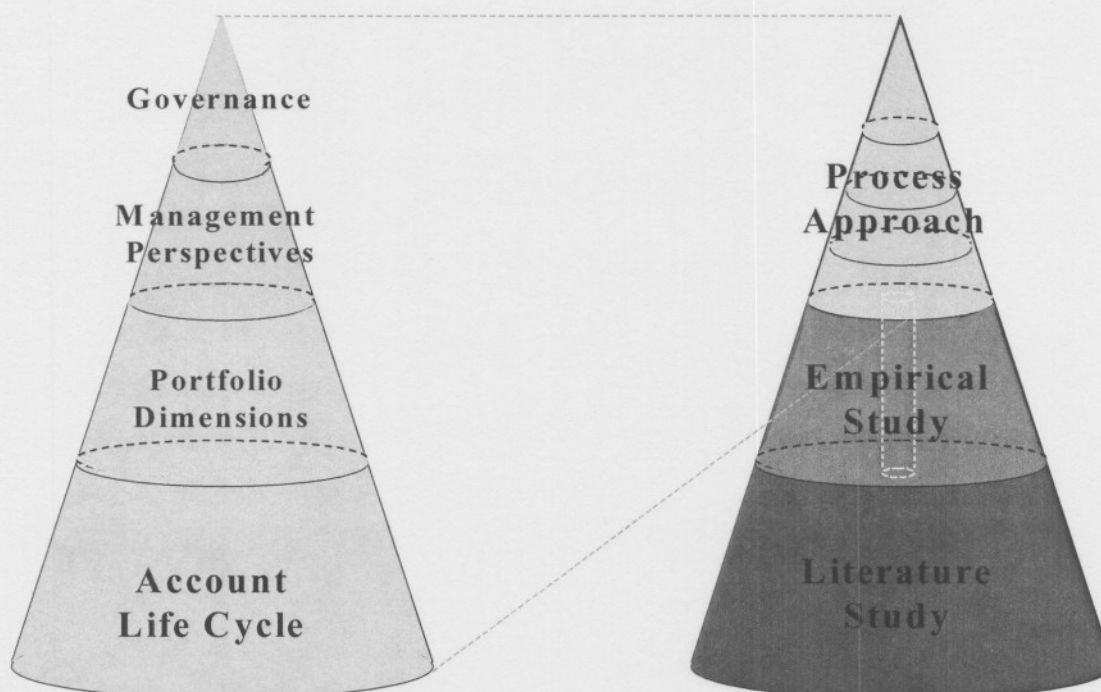 Governance
Management
Perspectives
Portfolio
Dimensions
Account
Life Cycle
Process
Approach
Empirical
Study
Literature
Study